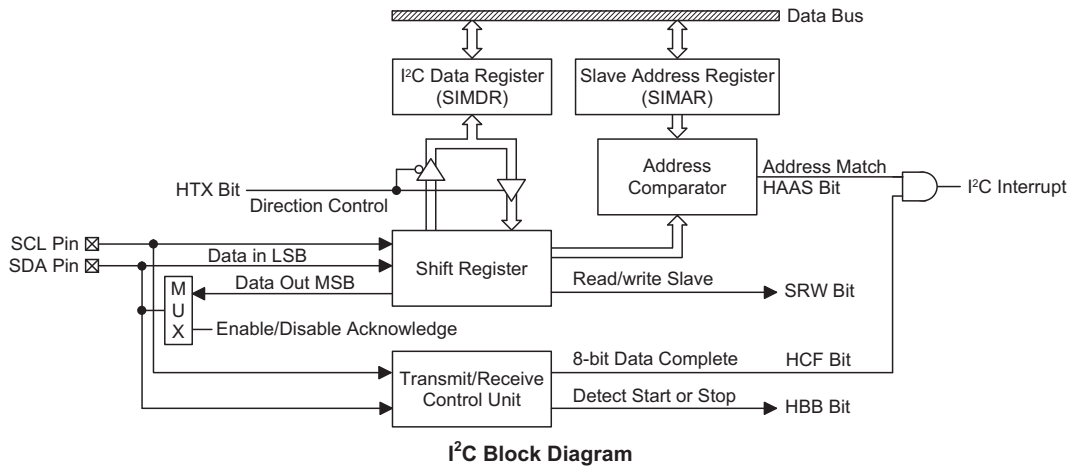 Data Bus
I²C Data Register
(SIMDR)
Slave Address Register
(SIMAR)
HTX Bit
Direction Control
Address
Comparator
Address Match
HAAS Bit
I²C Interrupt
SCL Pin
SDA Pin
Data in LSB
Shift Register
Data Out MSB
Read/write Slave
SRW Bit
M
U
X
Enable/Disable Acknowledge
Transmit/Receive
Control Unit
8-bit Data Complete
HCF Bit
Detect Start or Stop
HBB Bit
I²C Block Diagram